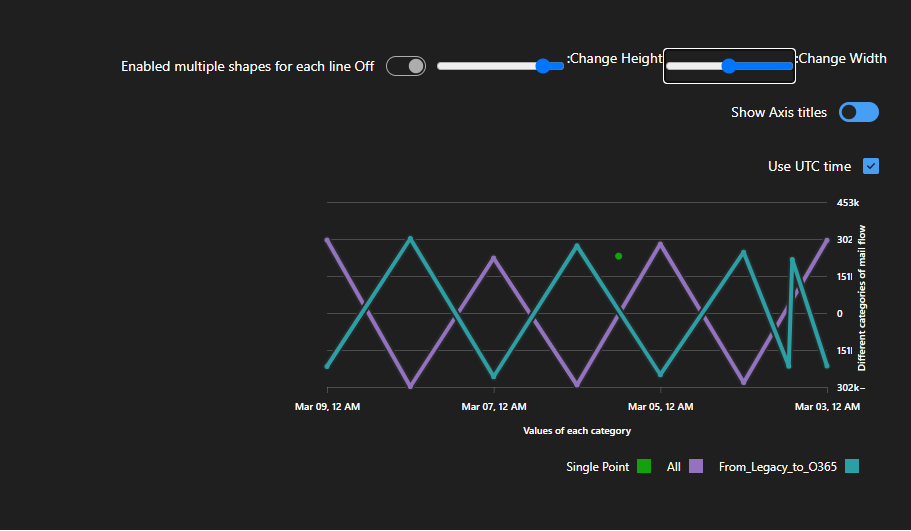 Enabled multiple shapes for each line Off
:Change Height
:Change Width
Show Axis titles
Use UTC time
453k
302
151
0
151
302k−
Different categories of mail flow
Mar 09, 12 AM
Mar 07, 12 AM
Mar 05, 12 AM
Mar 03, 12 AM
Values of each category
Single Point
All
From_Legacy_to_O365